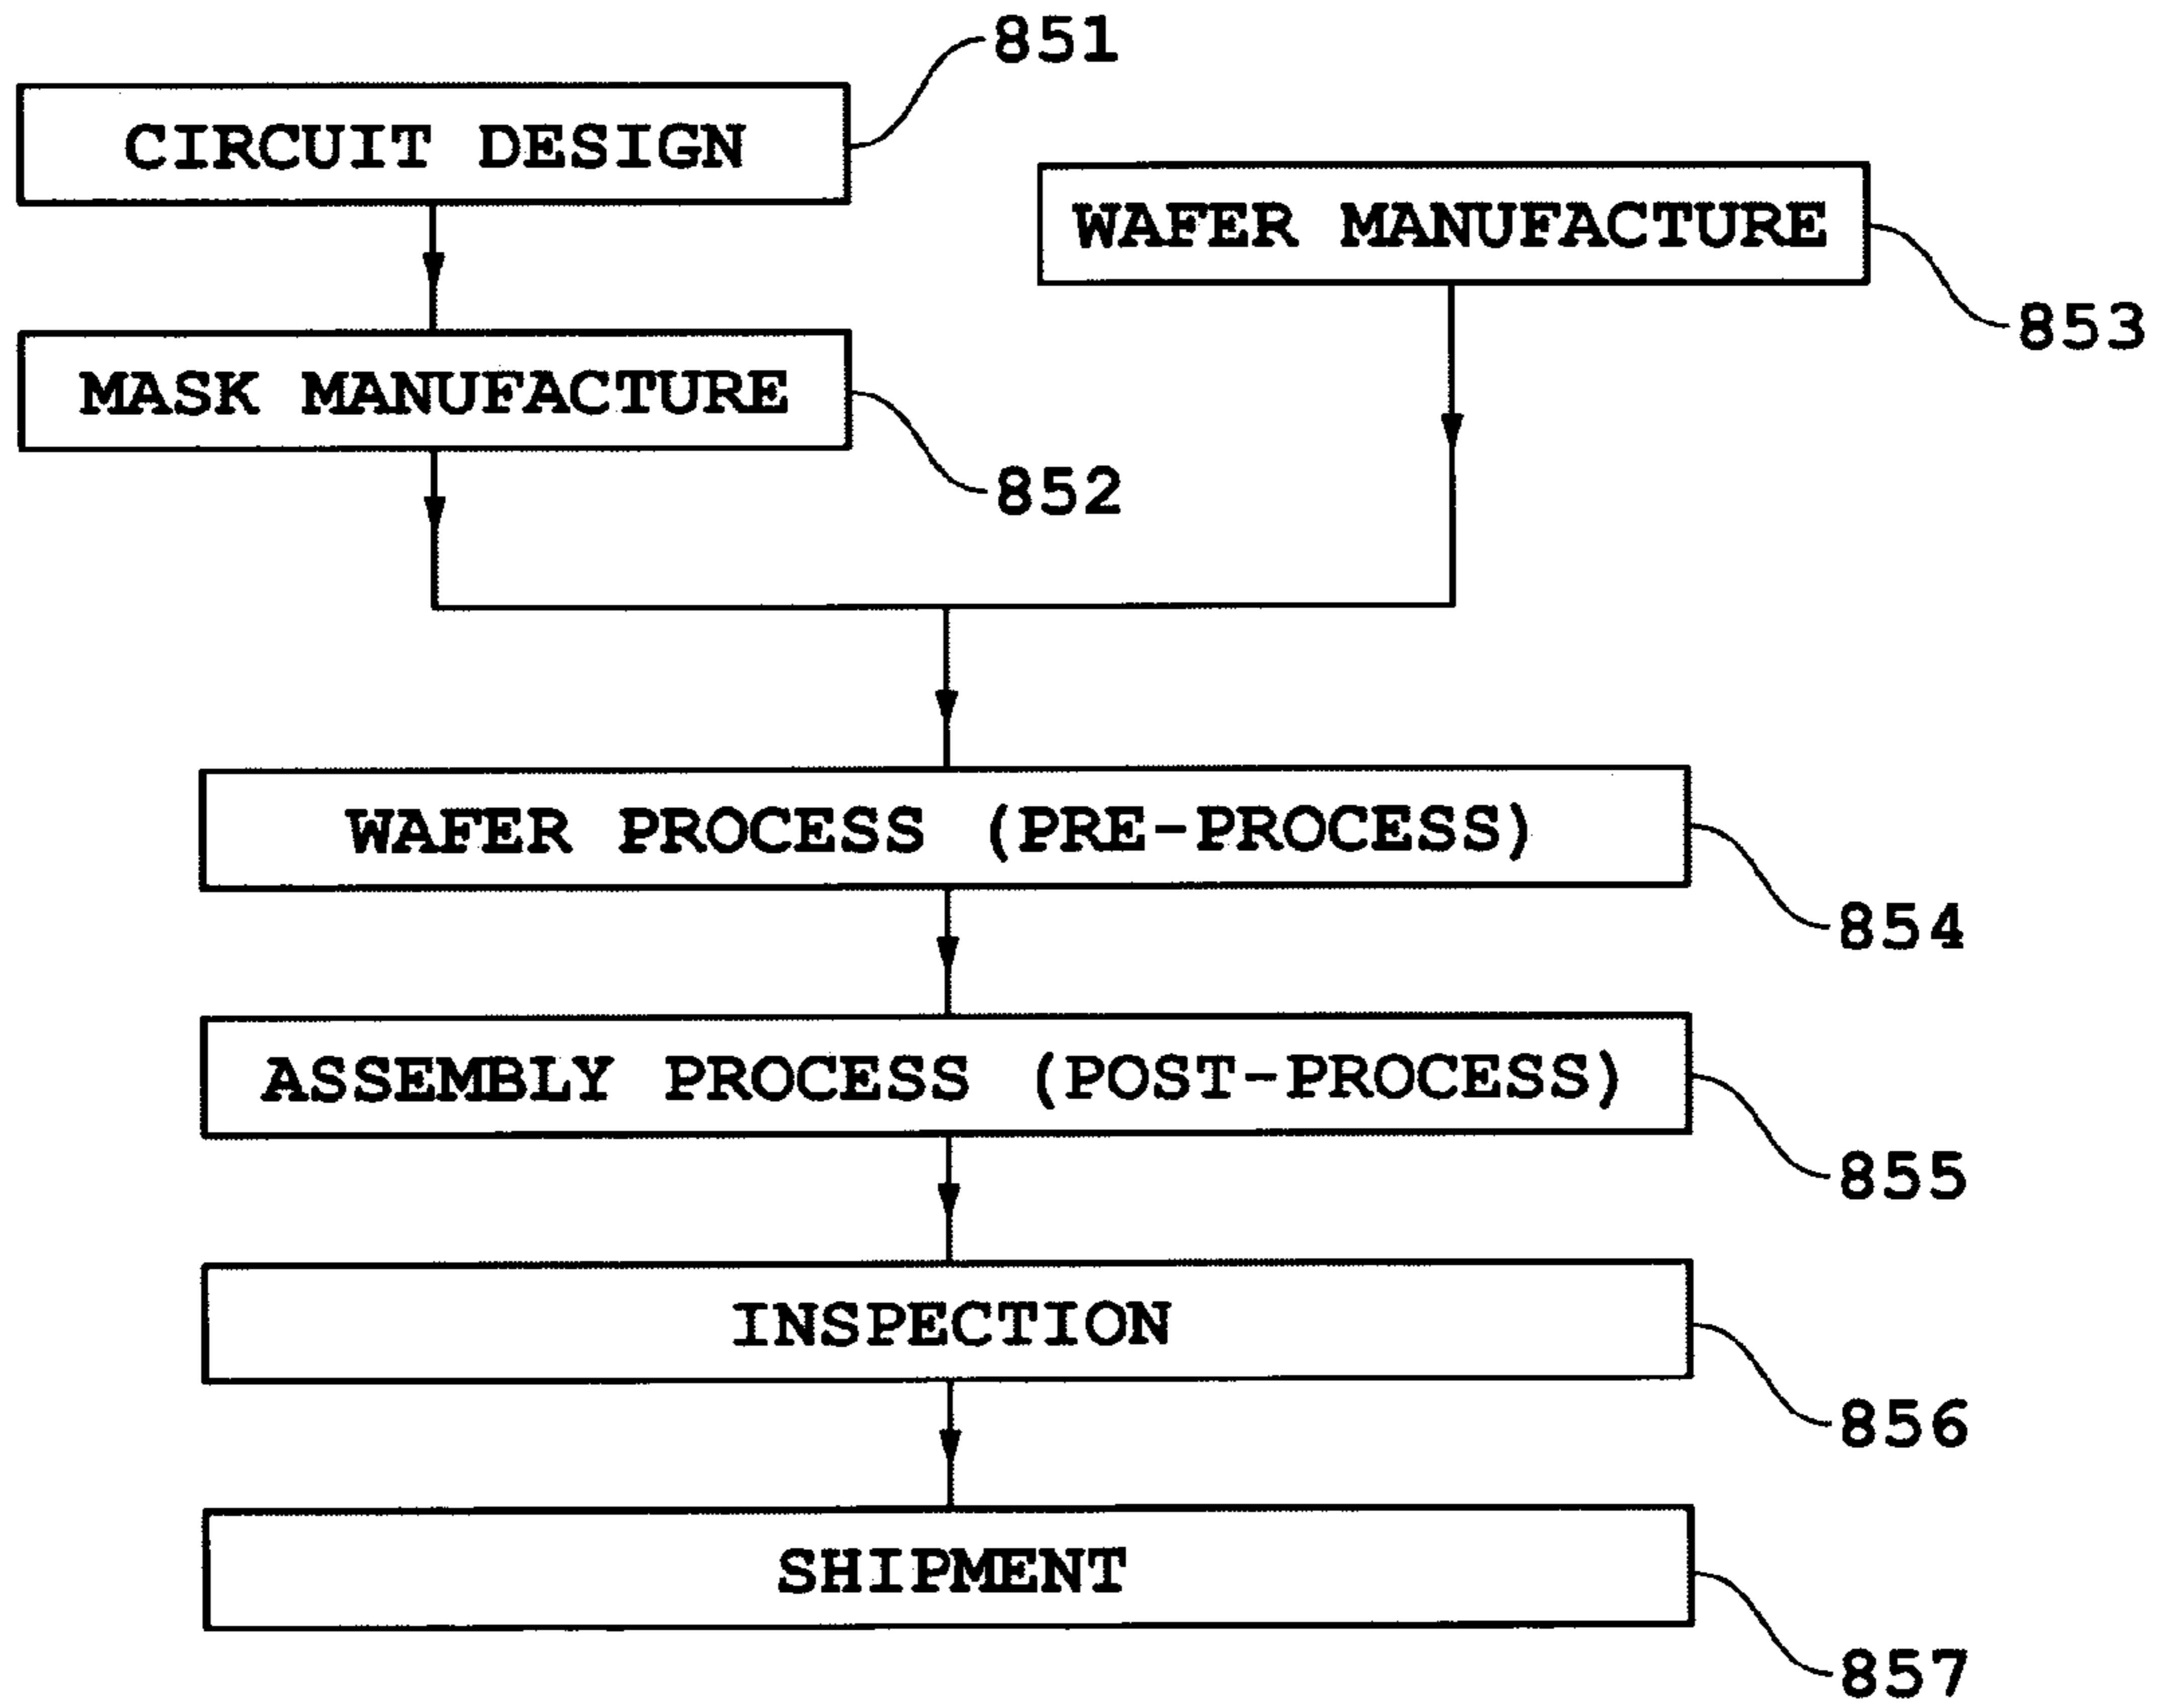 851
CIRCUIT DESIGN
WAFER MANUFACTURE
853
MASK MANUFACTURE
852
WAFER PROCESS (PRE-PROCESS)
854
ASSEMBLY PROCESS (POST-PROCESS)
855
INSPECTION
856
SHIPMENT
857